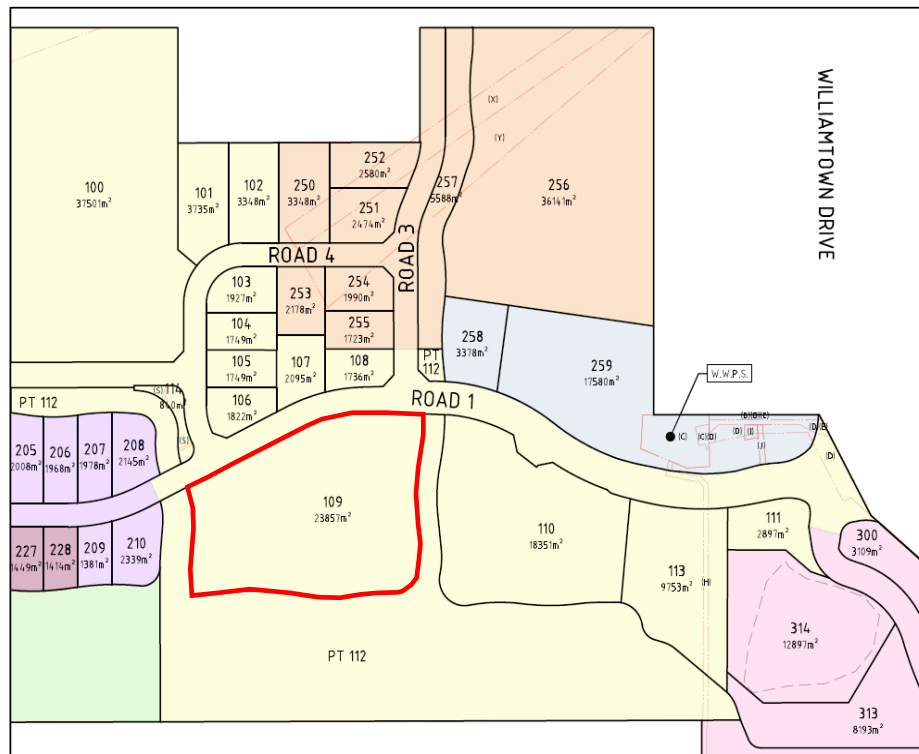 WILLIAMTOWN DRIVE
(X)
(Y)
252
2580m²
100
37501m²
101
3735m²
102
3348m²
250
3348m²
251
2474m²
257
5588m²
256
36141m²
ROAD 4
ROAD 3
103
1927m²
253
2178m²
254
1990m²
104
1749m²
255
1723m²
258
3378m²
105
1749m²
107
2095m²
108
1736m²
PT
112
259
17580m²
W.W.P.S.
(S) 114
840m²
106
1822m²
PT 112
ROAD 1
(S)
(C)
(C)(D)
(D)
(J)
(J)
(D)
205
2008m²
206
1968m²
207
1978m²
208
2145m²
109
23857m²
110
18351m²
111
2897m²
300
3109m²
227
1449m²
228
1414m²
209
1381m²
210
2339m²
113
9753m²
(H)
314
12897m²
PT 112
313
8193m²